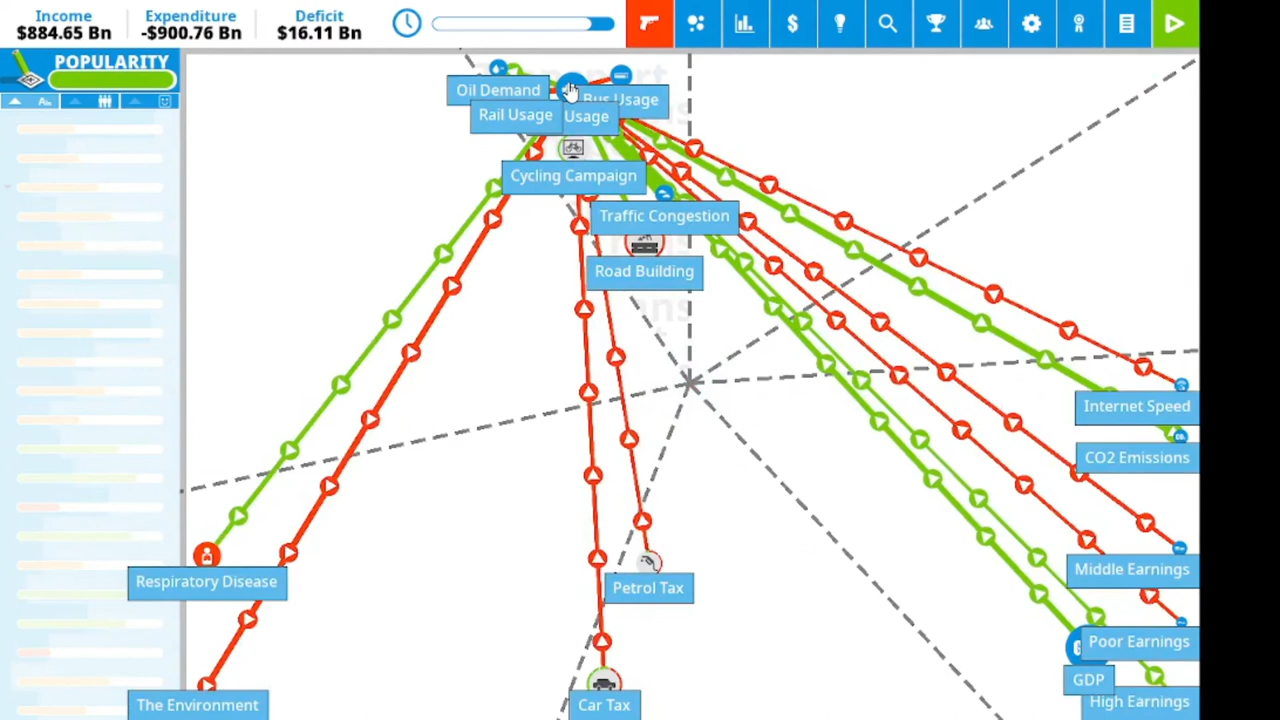 Income
$884.65 Bn
Expenditure
-$900.76 Bn
Deficit
$16.11 Bn
POPULARITY
Oil Demand
Bus Usage
Rail Usage
Usage
Cycling Campaign
Traffic Congestion
Road Building
Internet Speed
CO2 Emissions
Middle Earnings
Respiratory Disease
Petrol Tax
Poor Earnings
GDP
High Earnings
The Environment
Car Tax